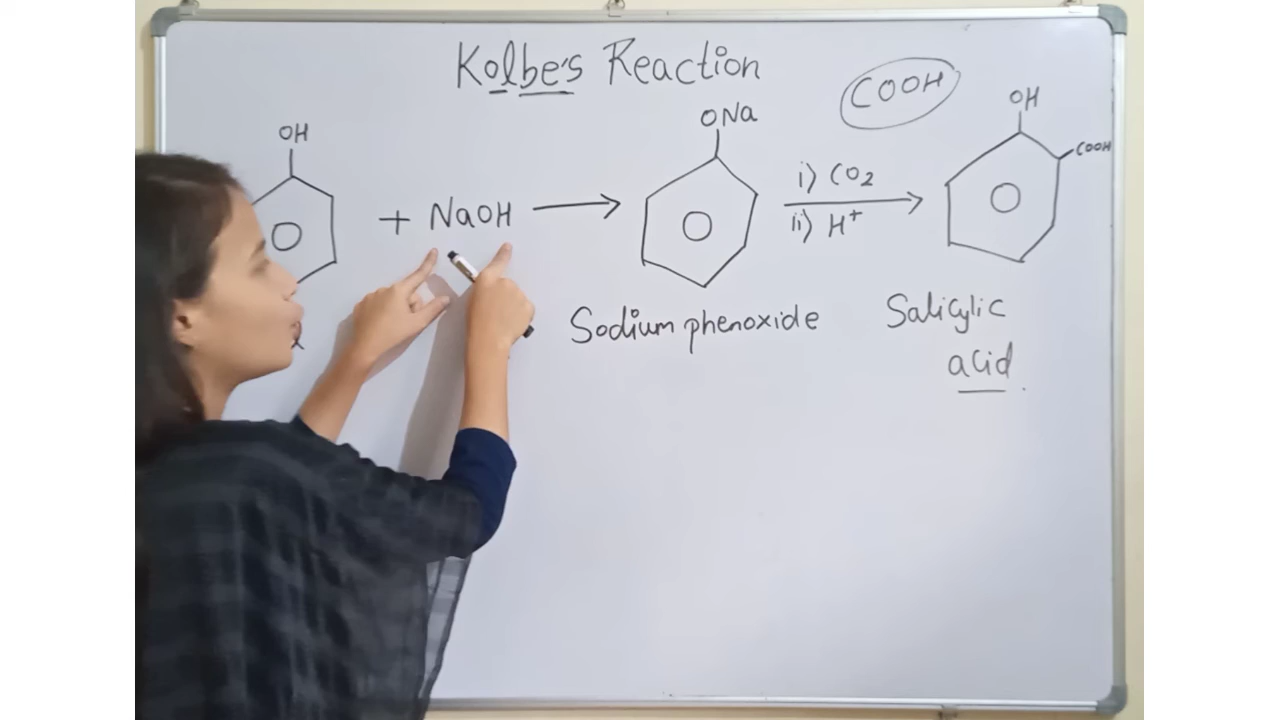 Kolbe's Reaction
COOH
OH
+ NaOH
ONa
i) CO2
ii) H+
OH
COOH
Sodium phenoxide
Salicylic
acid